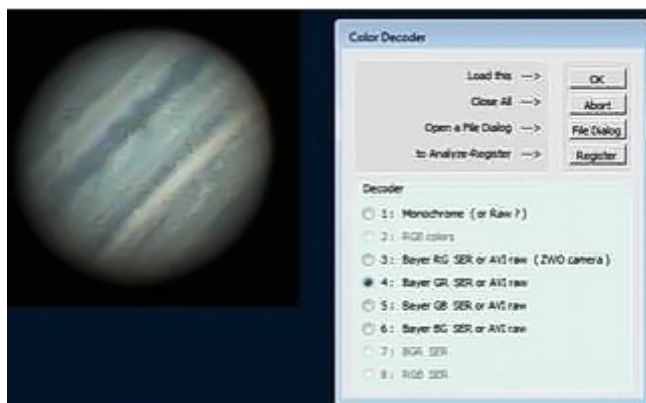 Color Decoder
Load this --->
OK
Close All --->
Abort
Open a File Dialog --->
File Dialog
to Analyze-Register --->
Register
Decoder
1: Monochrome (or Raw ?)
2: RGB colors
3: Bayer RG SER or AVI raw (ZWO camera)
4: Bayer GR SER or AVI raw
5: Bayer GB SER or AVI raw
6: Bayer BG SER or AVI raw
7: BGR SER
8: RGB SER